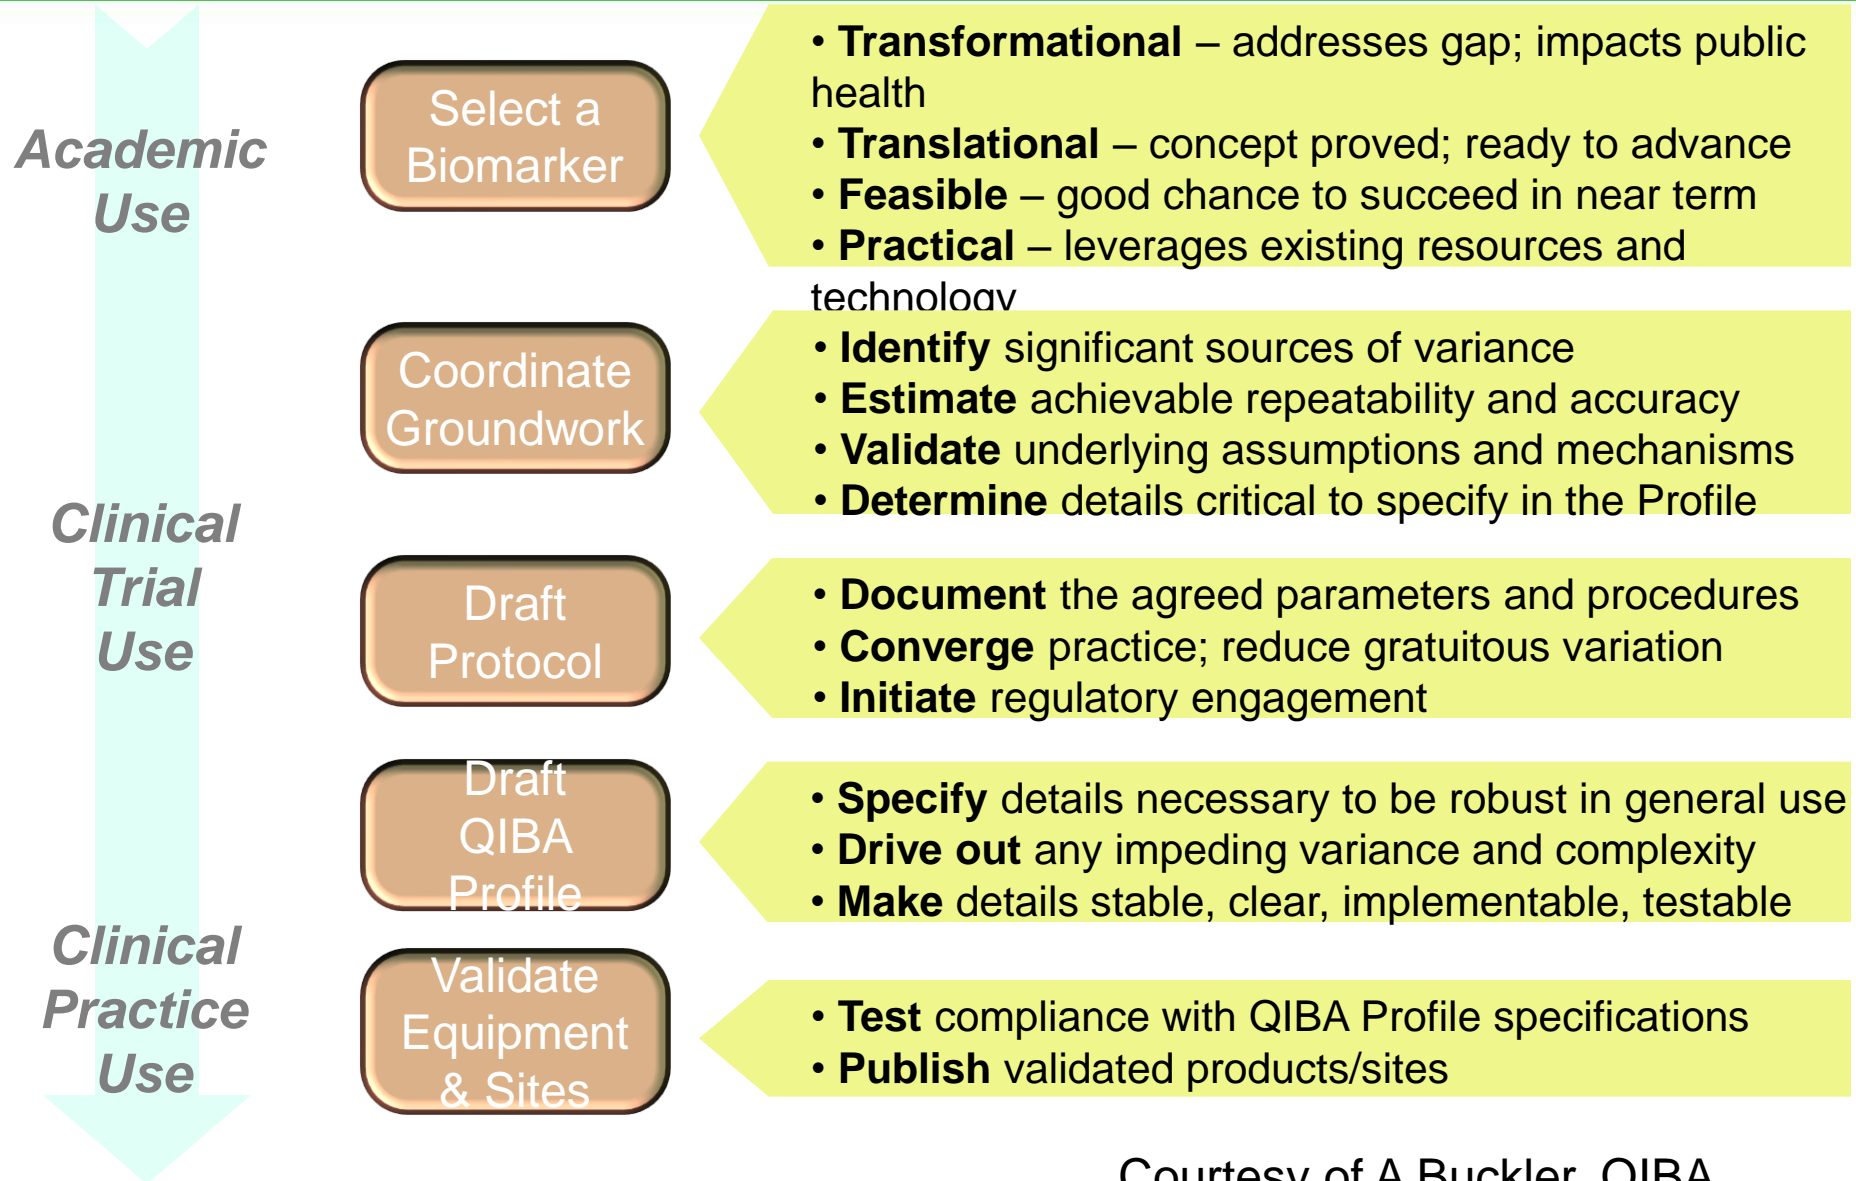 Academic
Use
Select a
Biomarker
• Transformational – addresses gap; impacts public
health
• Translational – concept proved; ready to advance
• Feasible – good chance to succeed in near term
• Practical – leverages existing resources and
technology
Coordinate
Groundwork
• Identify significant sources of variance
• Estimate achievable repeatability and accuracy
• Validate underlying assumptions and mechanisms
• Determine details critical to specify in the Profile
Clinical
Trial
Use
Draft
Protocol
• Document the agreed parameters and procedures
• Converge practice; reduce gratuitous variation
• Initiate regulatory engagement
Draft
QIBA
Profile
• Specify details necessary to be robust in general use
• Drive out any impeding variance and complexity
• Make details stable, clear, implementable, testable
Clinical
Practice
Use
Validate
Equipment
& Sites
• Test compliance with QIBA Profile specifications
• Publish validated products/sites
Courtesy of A Buckler, QIBA